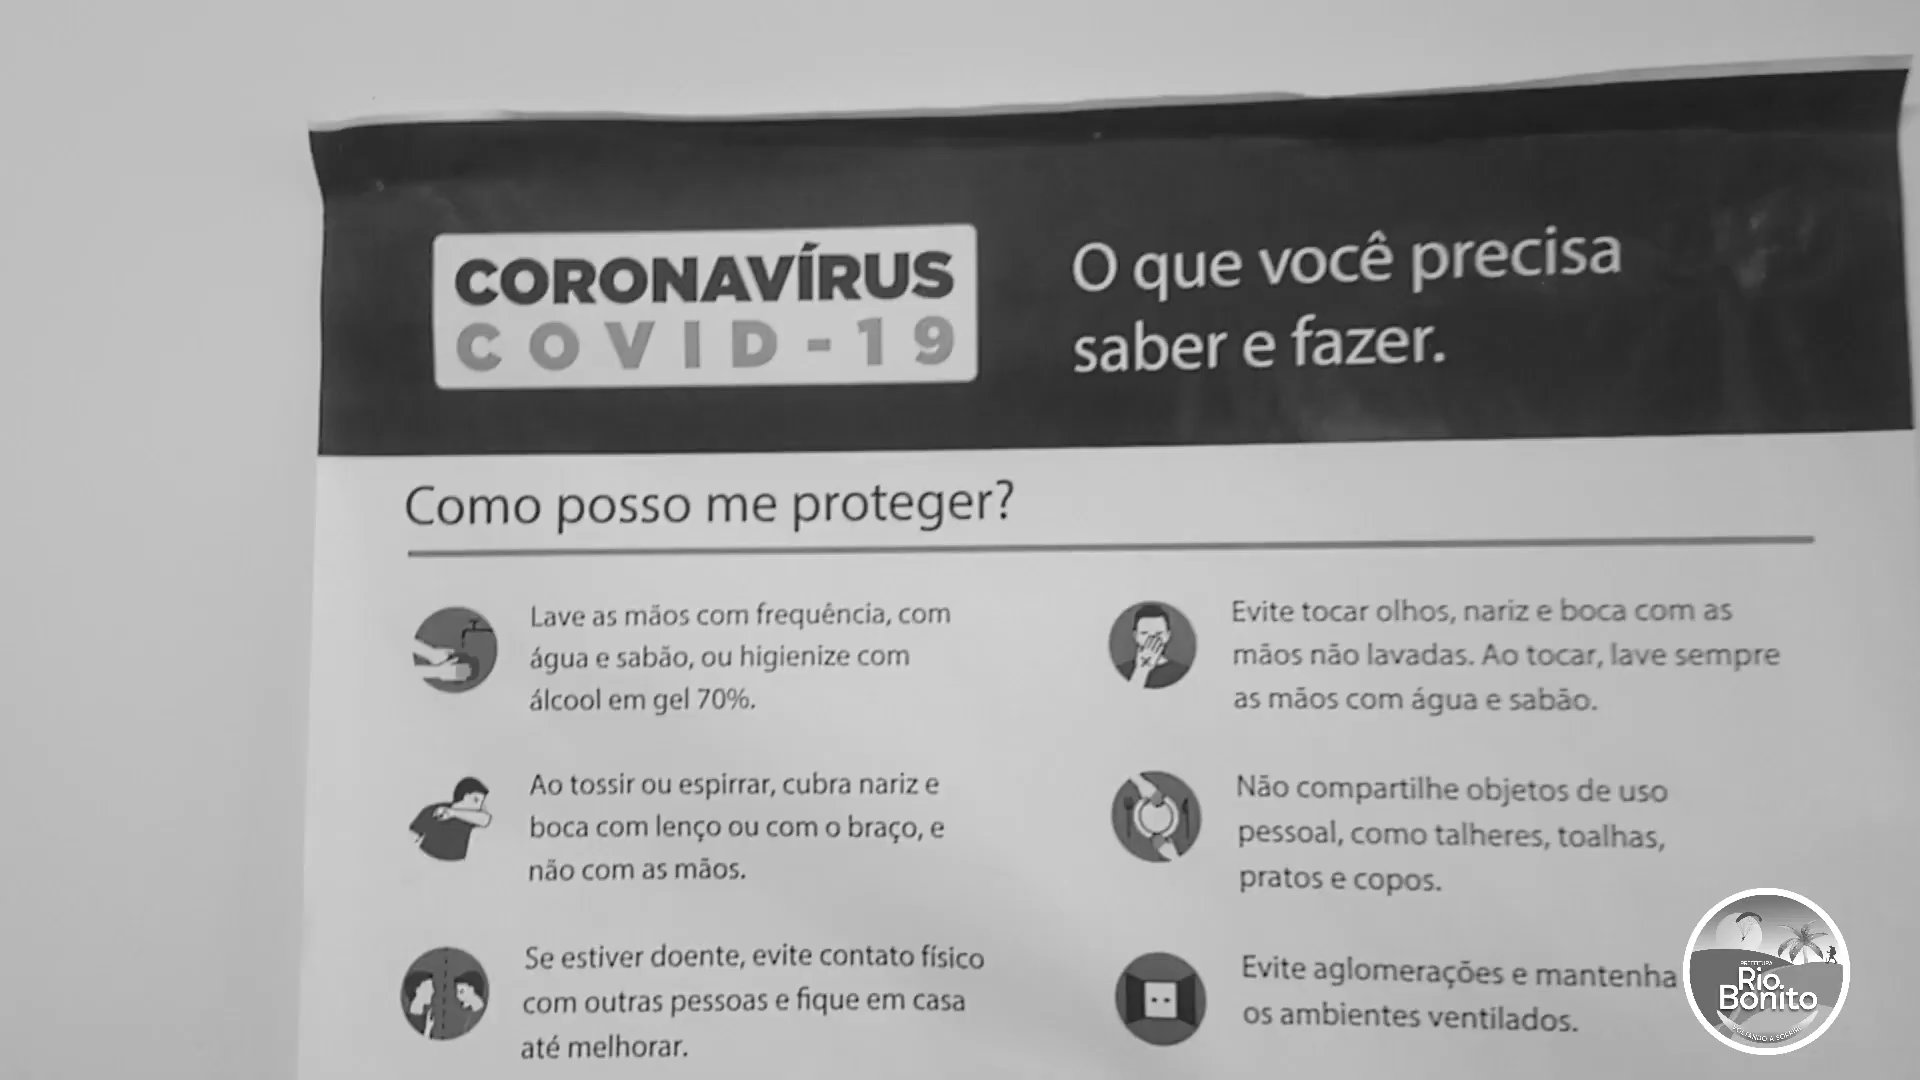 CORONAVÍRUS
COVID-19
O que você precisa
saber e fazer.
Como posso me proteger?
Lave as mãos com frequência, com
água e sabão, ou higienize com
álcool em gel 70%.
Ao tossir ou espirrar, cubra nariz e
boca com lenço ou com o braço, e
não com as mãos.
Se estiver doente, evite contato físico
com outras pessoas e fique em casa
até melhorar.
Evite tocar olhos, nariz e boca com as
mãos não lavadas. Ao tocar, lave sempre
as mãos com água e sabão.
Não compartilhe objetos de uso
pessoal, como talheres, toalhas,
pratos e copos.
Evite aglomerações e mantenha
os ambientes ventilados.
PREFEITURA
Rio
Bonito